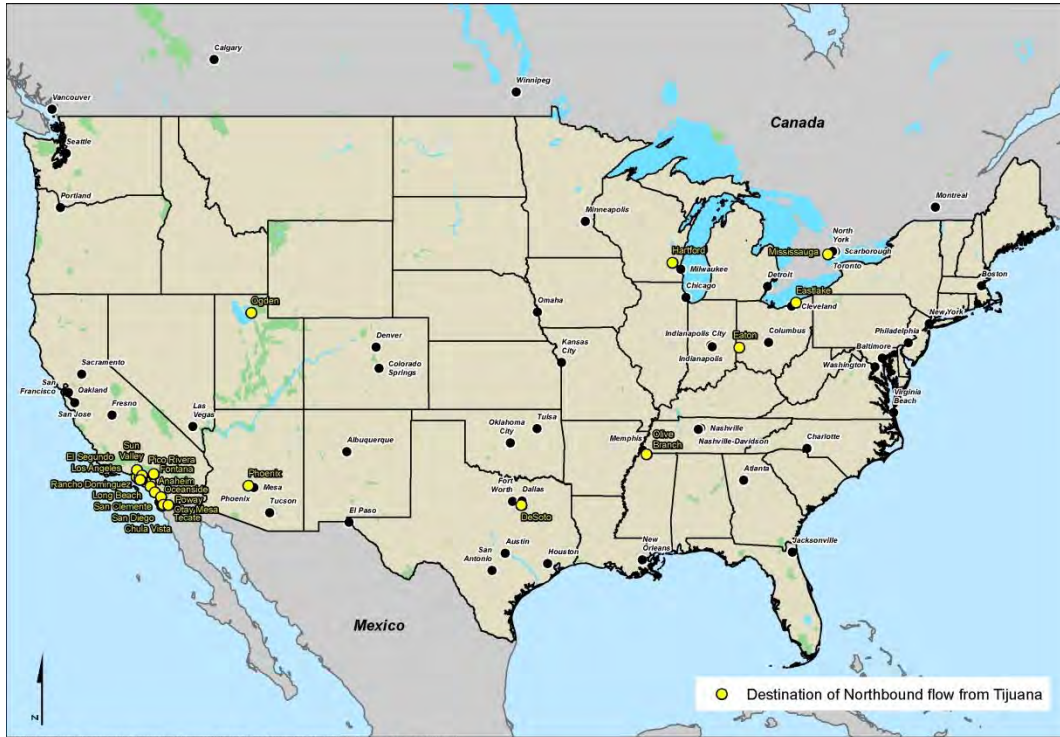 Calgary
Winnipeg
Vancouver
Canada
Seattle
Portland
Montreal
Minneapolis
North
York
Scarborough
Mississauga
Toronto
Hartford
Milwaukee
Detroit
Boston
Chicago
Eastlake
Cleveland
New York
Ogden
Omaha
Philadelphia
Denver
Indianapolis City
Eaton
Columbus
Baltimore
Kansas
City
Indianapolis
Washington
Colorado
Springs
Sacramento
San
Francisco
Oakland
San Jose
Fresno
Las
Vegas
Virginia
Beach
Tulsa
Oklahoma
City
Nashville
Nashville-Davidson
Memphis
Olive
Branch
Charlotte
Albuquerque
Sun
Valley
El Segundo
Pico Rivera
Los Angeles
Fontana
Anaheim
Rancho Dominguez
Oceanside
Long Beach
Poway
San Clemente
Otay Mesa
San Diego
Tecate
Chula Vista
Phoenix
Mesa
Phoenix
Tucson
Atlanta
Fort
Worth
Dallas
DeSoto
El Paso
Austin
San
Antonio
Houston
New
Orleans
Jacksonville
Mexico
N
Destination of Northbound flow from Tijuana